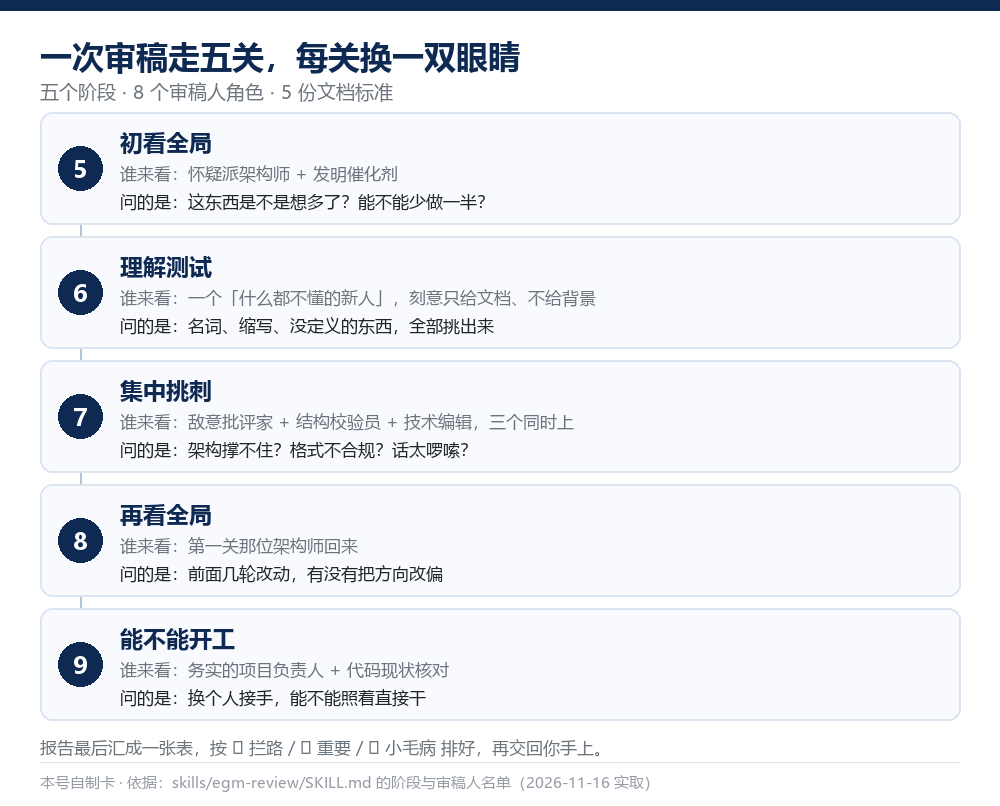 一次审稿走五关，每关换一双眼睛
五个阶段 · 8 个审稿人角色 · 5 份文档标准
5
初看全局
谁来看：怀疑派架构师 + 发明催化剂
问的是：这东西是不是想多了？能不能少做一半？
6
理解测试
谁来看：一个「什么都不懂的新人」，刻意只给文档、不给背景
问的是：名词、缩写、没定义的东西，全部挑出来
7
集中挑刺
谁来看：敌意批评家 + 结构校验员 + 技术编辑，三个同时上
问的是：架构撑不住？格式不合规？话太啰嗦？
8
再看全局
谁来看：第一关那位架构师回来
问的是：前面几轮改动，有没有把方向改偏
9
能不能开工
谁来看：务实的项目负责人 + 代码现状核对
问的是：换个人接手，能不能照着直接干
报告最后汇成一张表，按 ▯ 拦路 / ▯ 重要 / ▯ 小毛病 排好，再交回你手上。
本号自制卡 · 依据：skills/egm-review/SKILL.md 的阶段与审稿人名单（2026-11-16 实取）